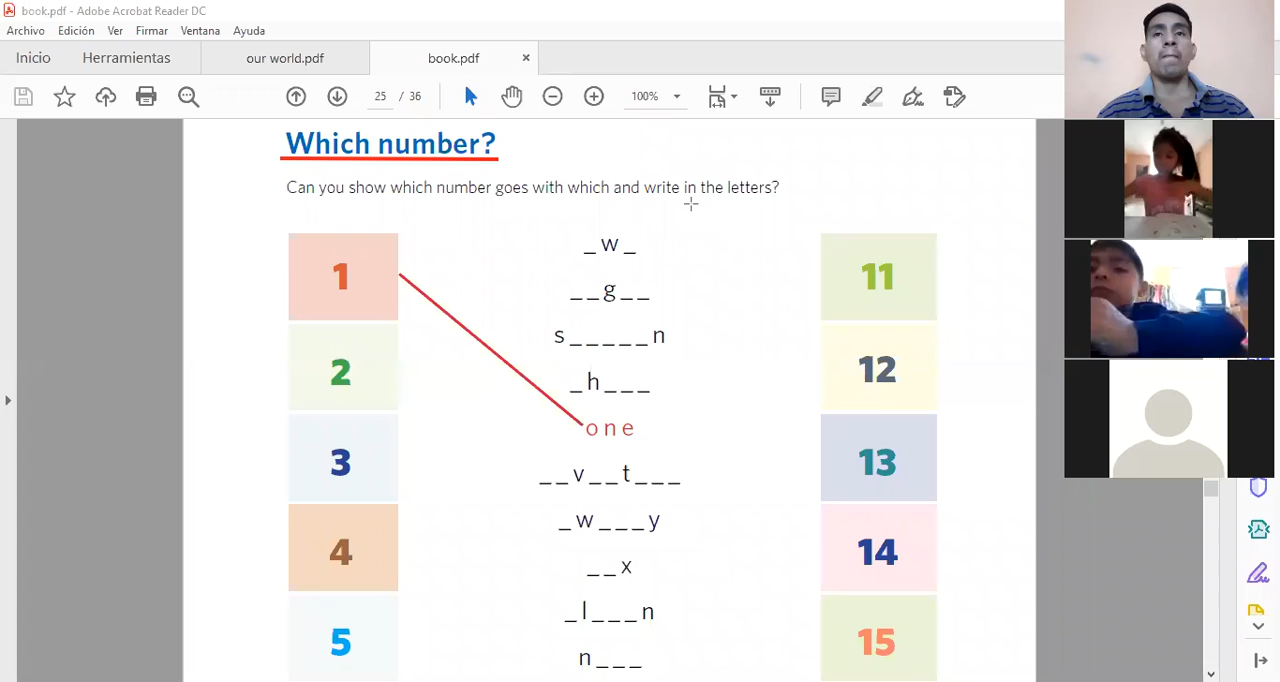 book.pdf - Adobe Acrobat Reader DC
Archivo Edición Ver Firmar Ventana Ayuda
Inicio Herramientas our world.pdf book.pdf ×
25 / 36 100%
Which number?
Can you show which number goes with which and write in the letters?
_ w _
1 11
_ _ g _ _
s _ _ _ _ _ n
2 12
_ h _ _ _
o n e
3 13
_ _ v _ _ t _ _ _
_ w _ _ _ y
4 14
_ _ x
_ l _ _ _ n
5 15
n _ _ _